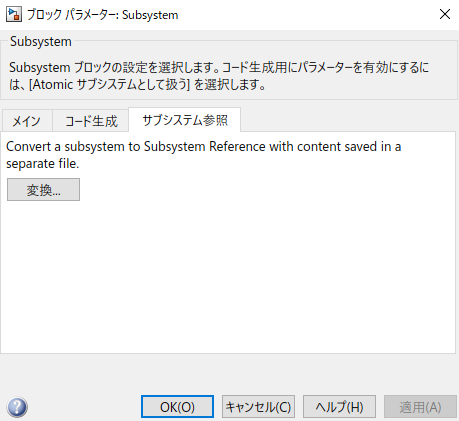 ブロック パラメーター: Subsystem
Subsystem
Subsystem ブロックの設定を選択します。コード生成用にパラメーターを有効にするに
は、[Atomic サブシステムとして扱う] を選択します。
メイン コード生成 サブシステム参照
Convert a subsystem to Subsystem Reference with content saved in a
separate file.
変換...
OK(O) キャンセル(C) ヘルプ(H) 適用(A)